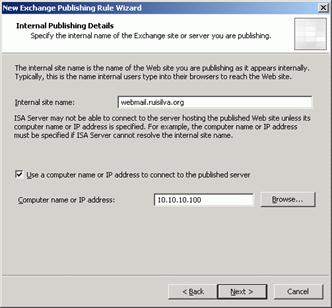 New Exchange Publishing Rule Wizard
Internal Publishing Details
Specify the internal name of the Exchange site or server you are publishing.
The internal site name is the name of the Web site you are publishing as it appears internally.
Typically, this is the name internal users type into their browsers to reach the Web site.
Internal site name:
webmail.ruisilva.org
ISA Server may not be able to connect to the server hosting the published Web site unless its
computer name or IP address is specified. For example, the computer name or IP address
must be specified if ISA Server cannot resolve the internal site name.
Use a computer name or IP address to connect to the published server
Computer name or IP address:
10.10.10.100
Browse...
< Back
Next >
Cancel